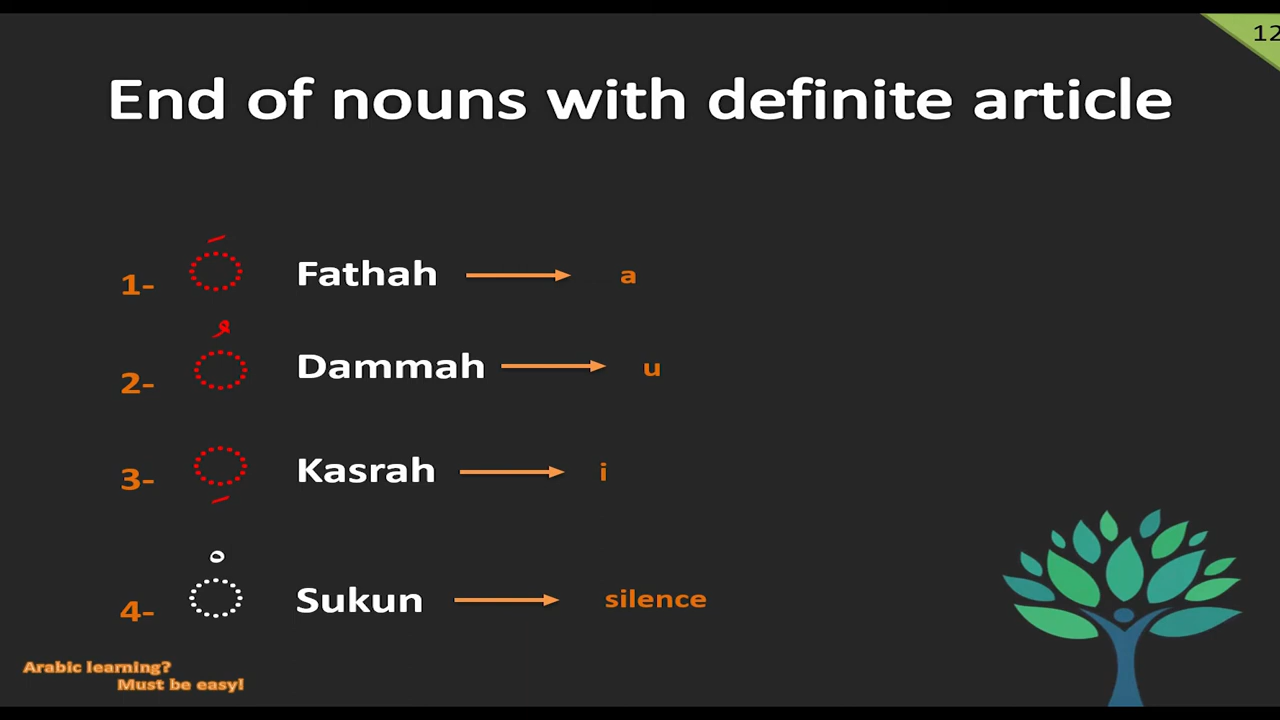 12
End of nouns with definite article
1- َ Fathah a
2- ُ Dammah u
3- ِ Kasrah i
4- ْ Sukun silence
Arabic learning?
Must be easy!